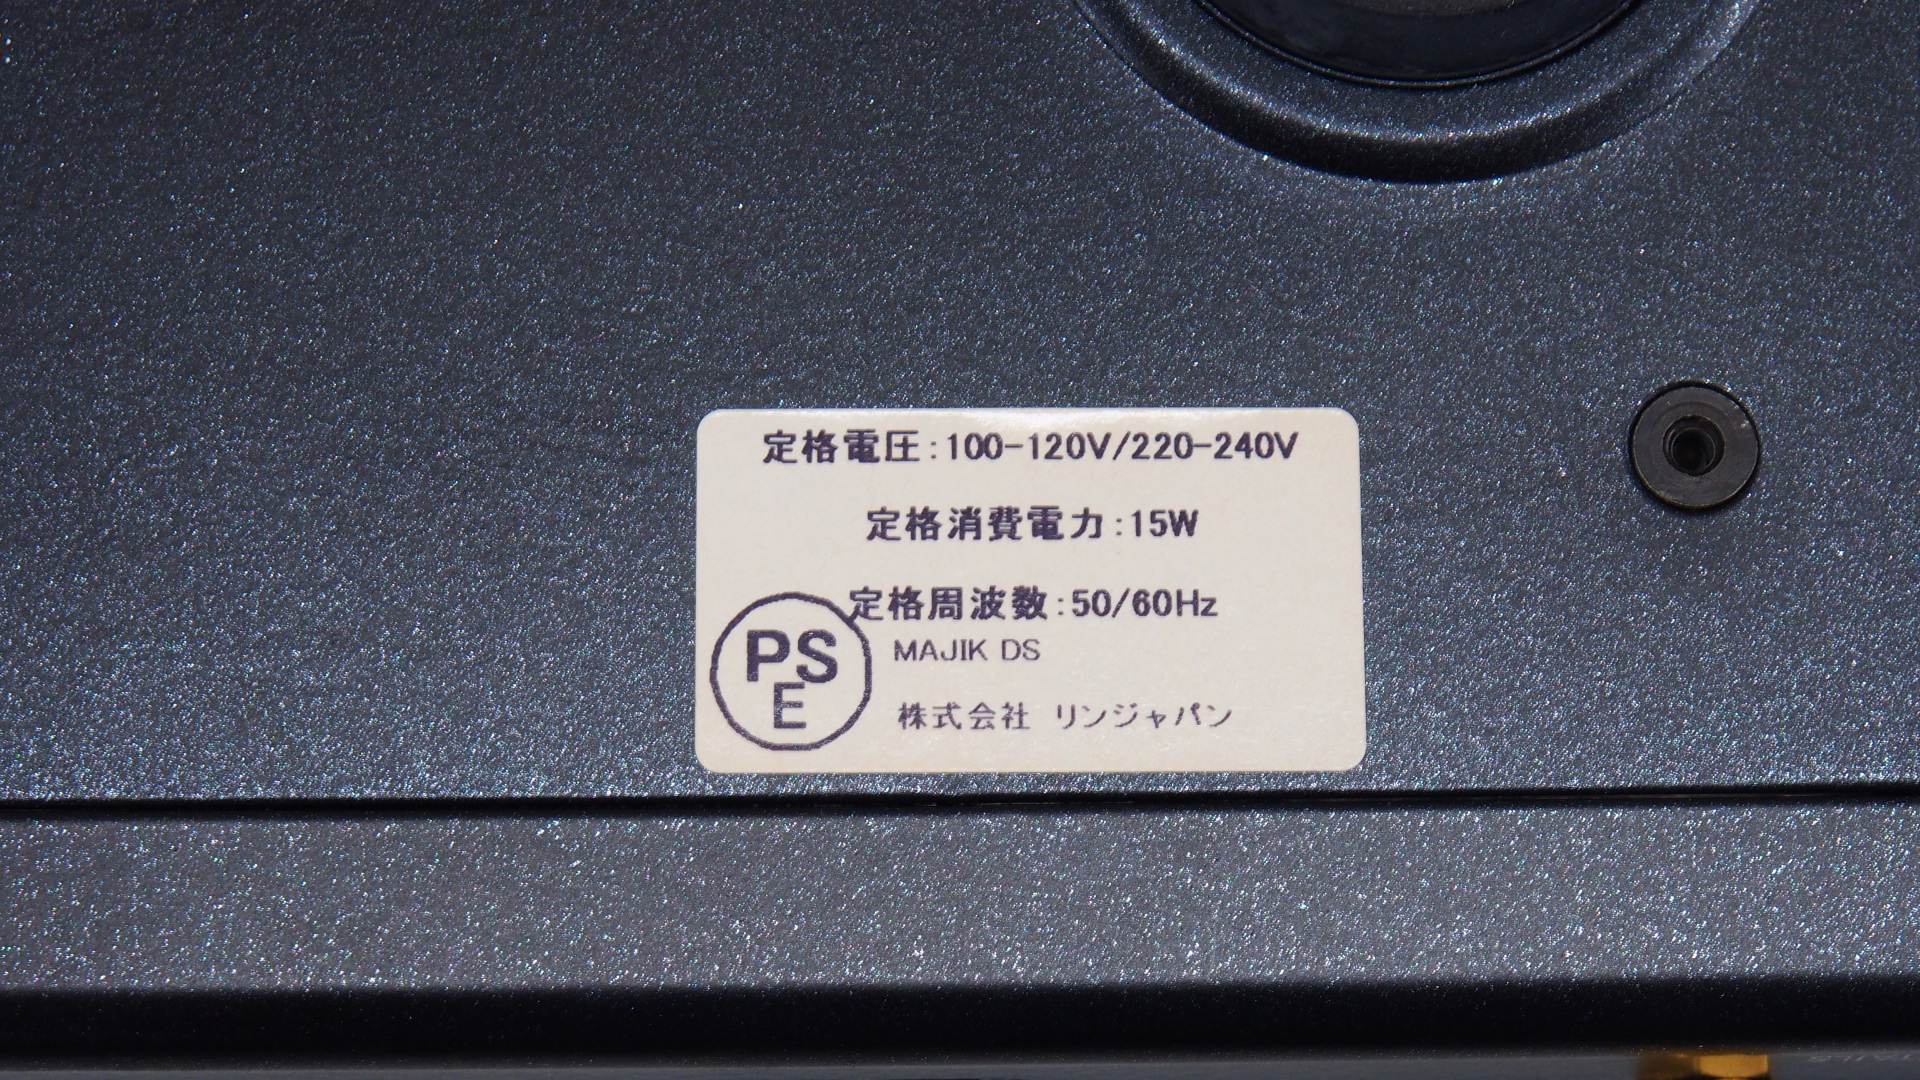 定格電圧:100-120V/220-240V
定格消費電力:15W
定格周波数:50/60Hz
PS
E
MAJIK DS
株式会社 リンジャパン